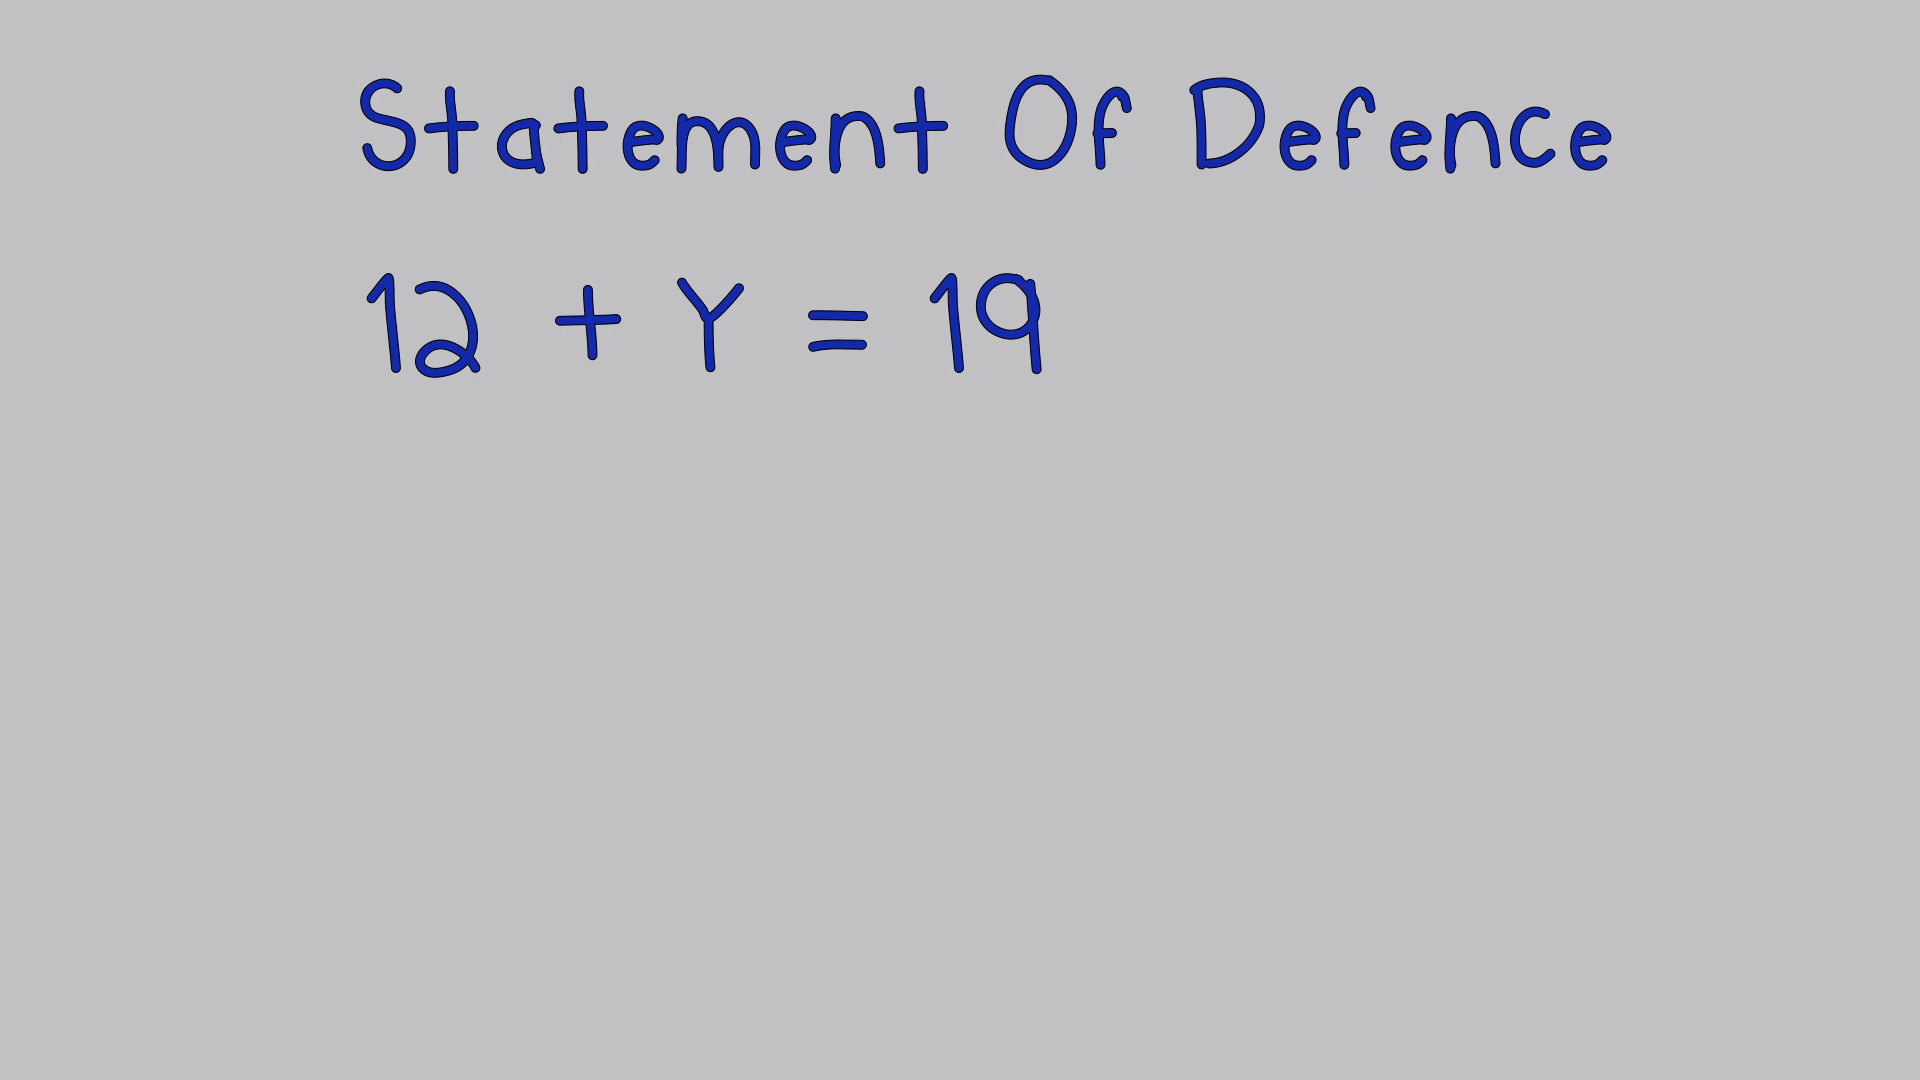 Statement Of Defence
12 + Y = 19